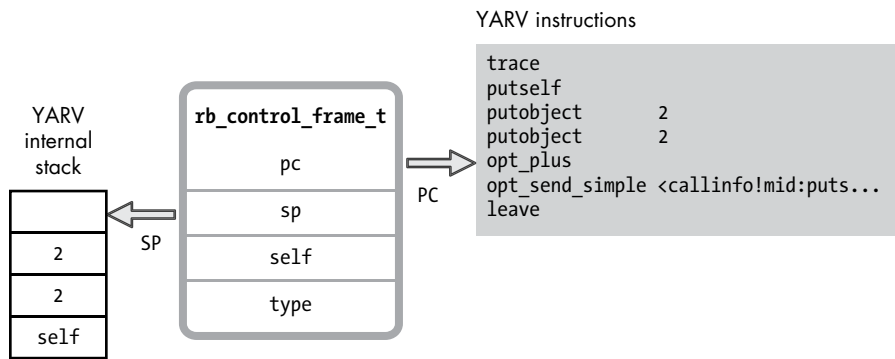 YARV instructions
trace
putself
putobject 2
putobject 2
opt_plus
opt_send_simple <callinfo!mid:puts...
leave
YARV
internal
stack
2
2
self
SP
rb_control_frame_t
pc
sp
self
type
PC